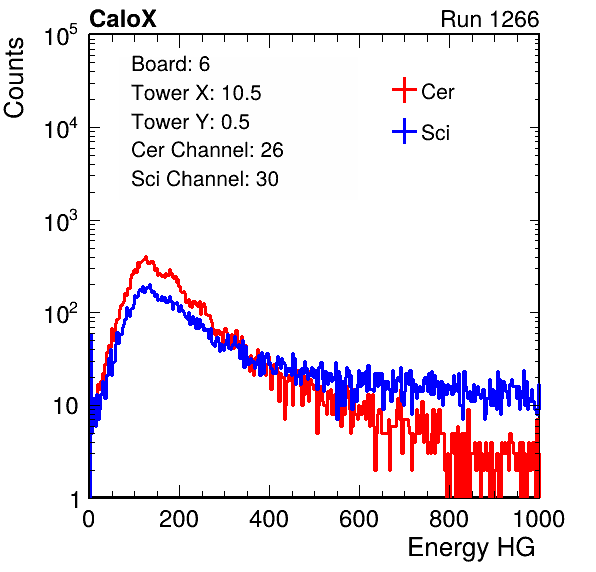 CaloX Run 1266
Counts
Board: 6
Tower X: 10.5
Tower Y: 0.5
Cer Channel: 26
Sci Channel: 30
Cer
Sci
10^5
10^4
10^3
10^2
10
1
0 200 400 600 800 1000
Energy HG